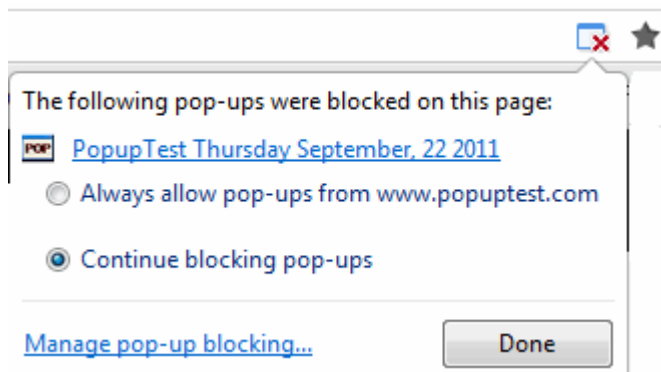 The following pop-ups were blocked on this page:
POP PopupTest Thursday September, 22 2011
Always allow pop-ups from www.popuptest.com
Continue blocking pop-ups
Manage pop-up blocking... Done